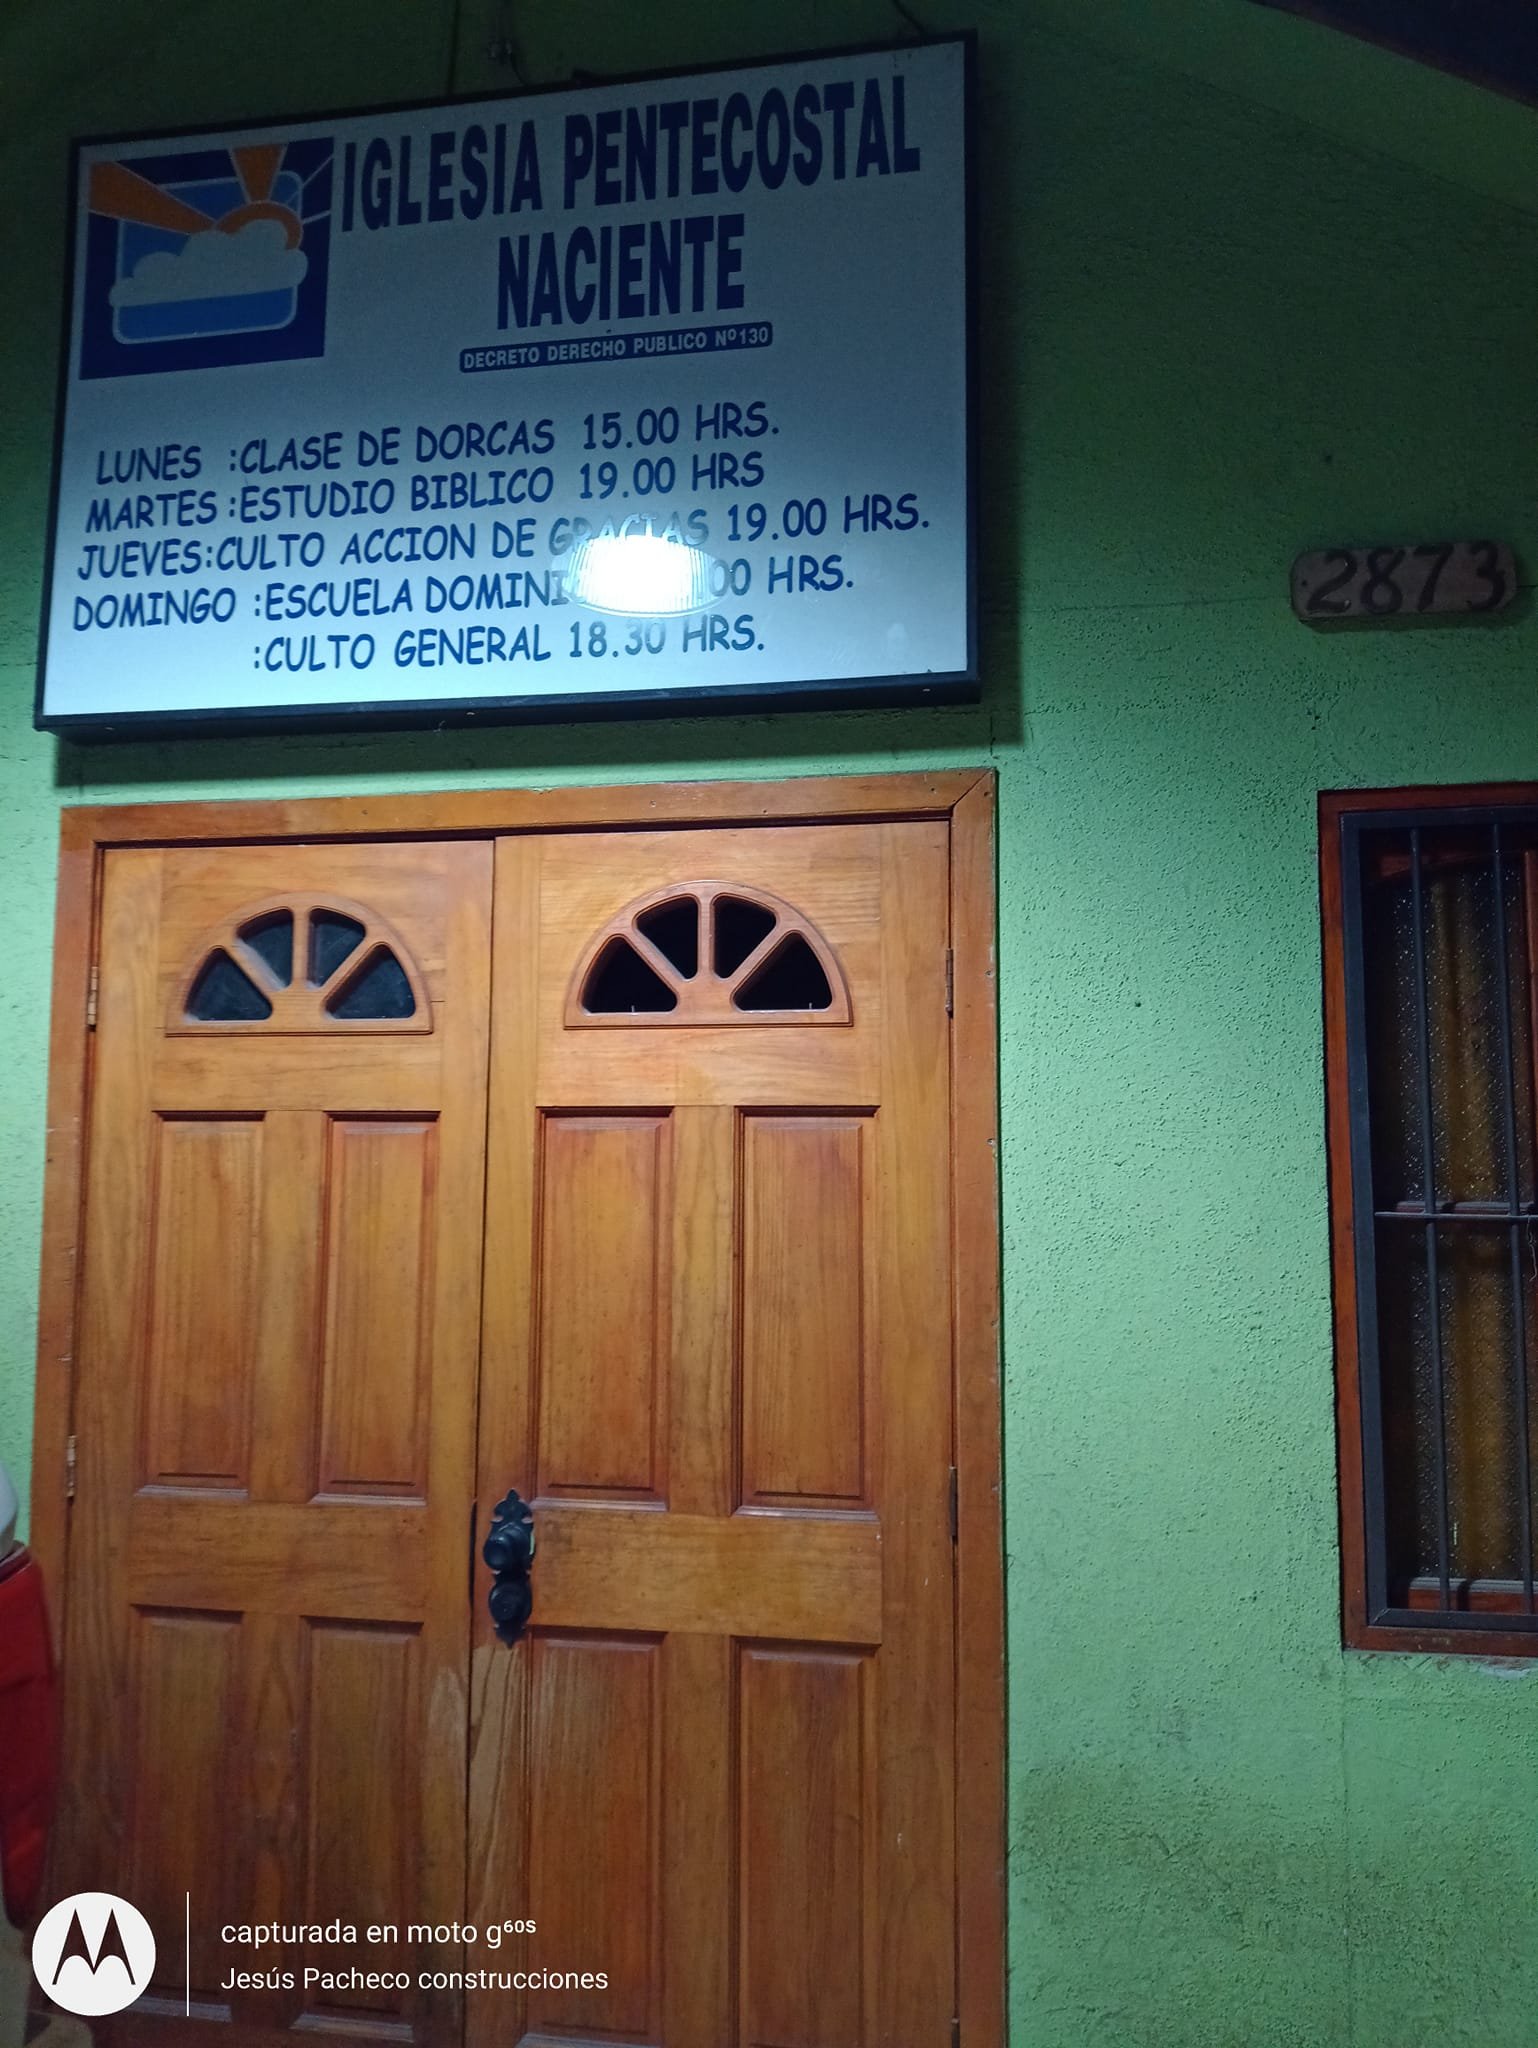 IGLESIA PENTECOSTAL
NACIENTE
DECRETO DERECHO PUBLICO Nº130
LUNES :CLASE DE DORCAS 15.00 HRS.
MARTES :ESTUDIO BIBLICO 19.00 HRS
JUEVES:CULTO ACCION DE GRACIAS 19.00 HRS.
DOMINGO :ESCUELA HRS.
:CULTO GENERAL 18.30 HRS.
2873
capturada en moto g⁶⁰ˢ
Jesús Pacheco construcciones